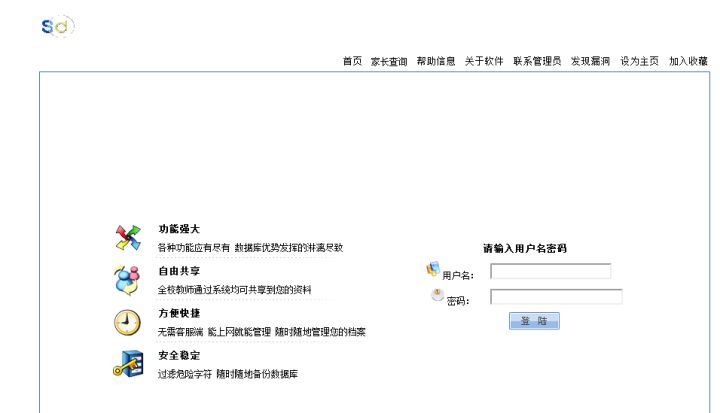 Sd
首页 家长查询 帮助信息 关于软件 联系管理员 发现漏洞 设为主页 加入收藏
功能强大
各种功能应有尽有 数据库优势发挥的淋漓尽致
自由共享
全校教师通过系统均可共享到您的资料
方便快捷
无需客服端 能上网就能管理 随时随地管理您的档案
安全稳定
过滤危险字符 随时随地备份数据库
请输入用户名密码
用户名：
密码：
登 陆